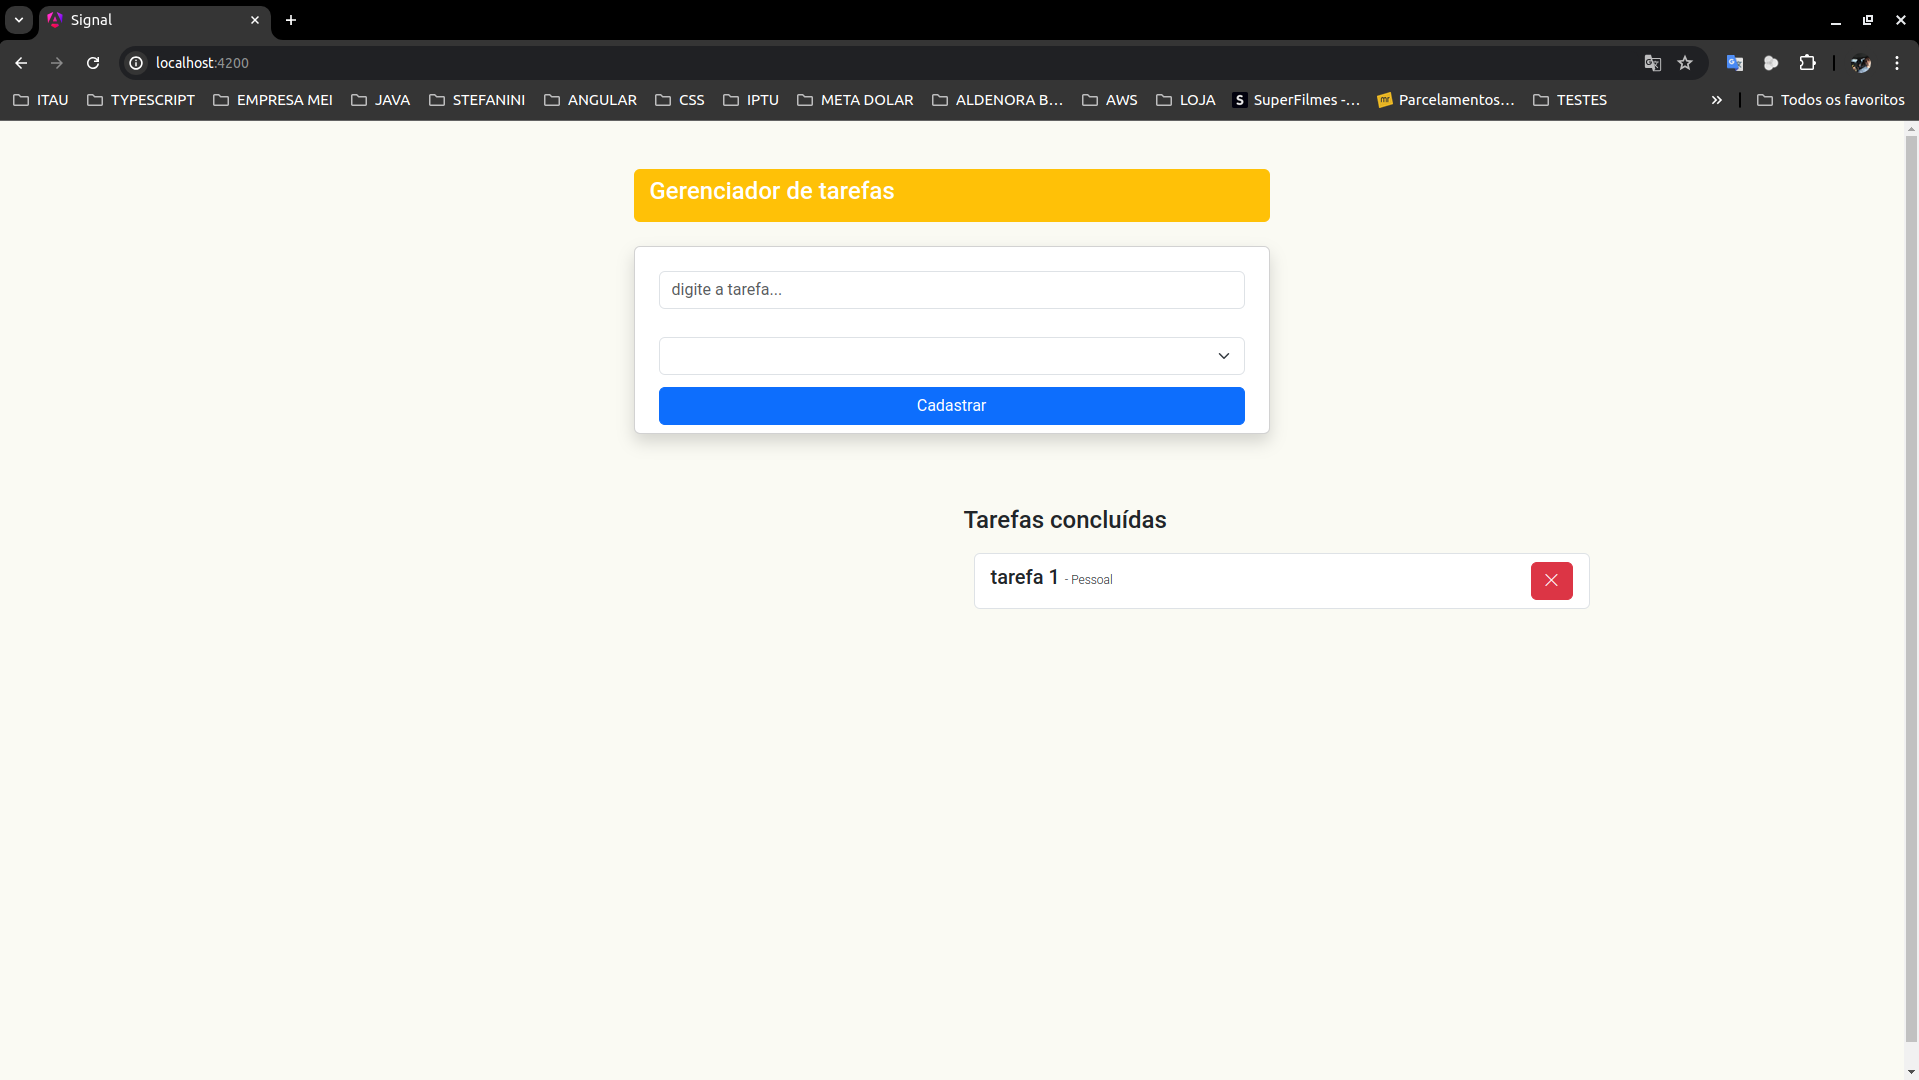 Signal
localhost:4200
ITAU TYPESCRIPT EMPRESA MEI JAVA STEFANINI ANGULAR CSS IPTU META DOLAR ALDENORA B... AWS LOJA S SuperFilmes -... mr Parcelamentos... TESTES » Todos os favoritos
Gerenciador de tarefas
digite a tarefa...
Cadastrar
Tarefas concluídas
tarefa 1 - Pessoal